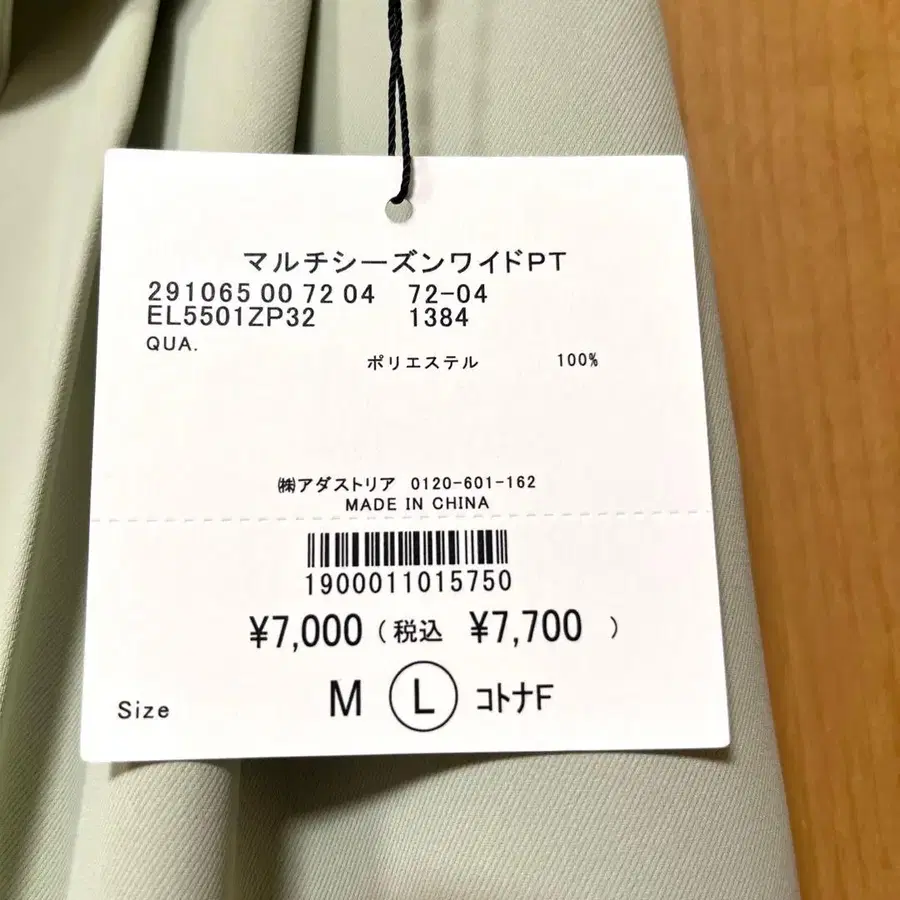 マルチシーズンワイドPT
291065 00 72 04 72-04
EL5501ZP32 1384
QUA.
ポリエステル 100%
㈱アダストリア 0120-601-162
MADE IN CHINA
1900011015750
¥7,000 (税込 ¥7,700 )
Size M L コトナF